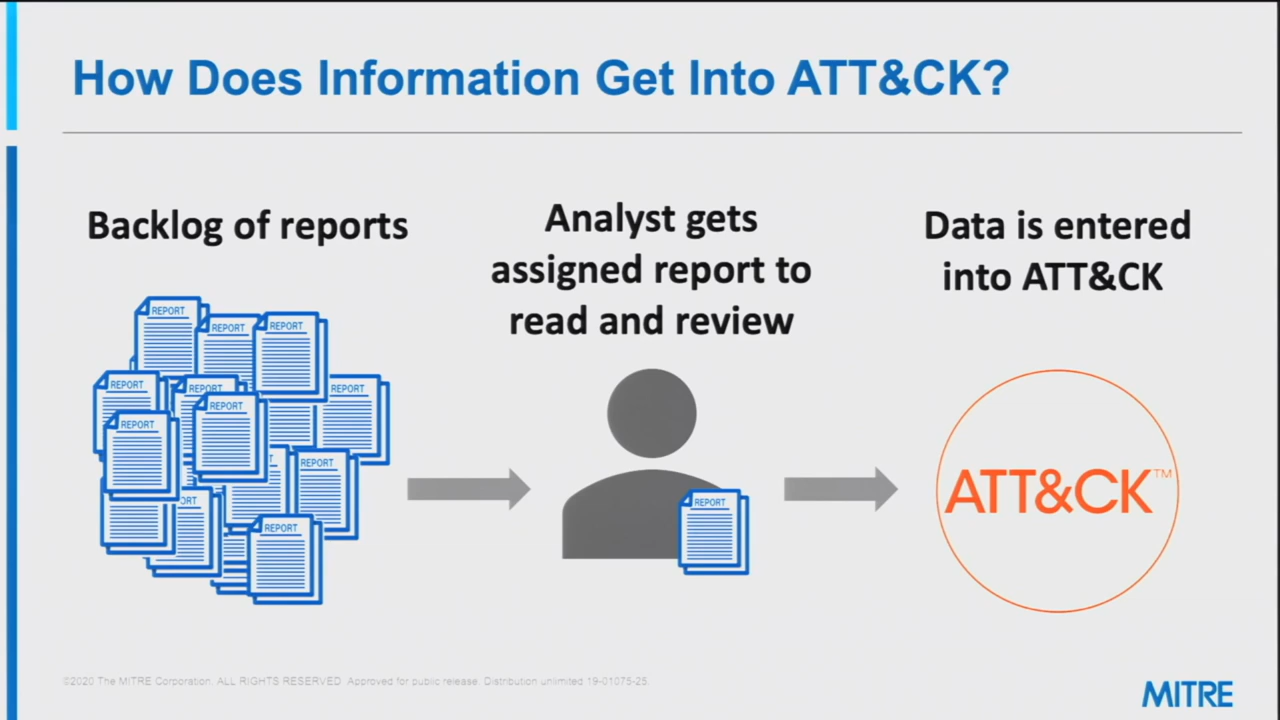 How Does Information Get Into ATT&CK?
Backlog of reports
Analyst gets
assigned report to
read and review
Data is entered
into ATT&CK
REPORT
REPORT
REPORT
REPORT
REPORT
REPORT
REPORT
REPORT
REPORT
REPORT
REPORT
ATT&CK™
©2020 The MITRE Corporation. ALL RIGHTS RESERVED Approved for public release. Distribution unlimited 19-01075-25.
MITRE